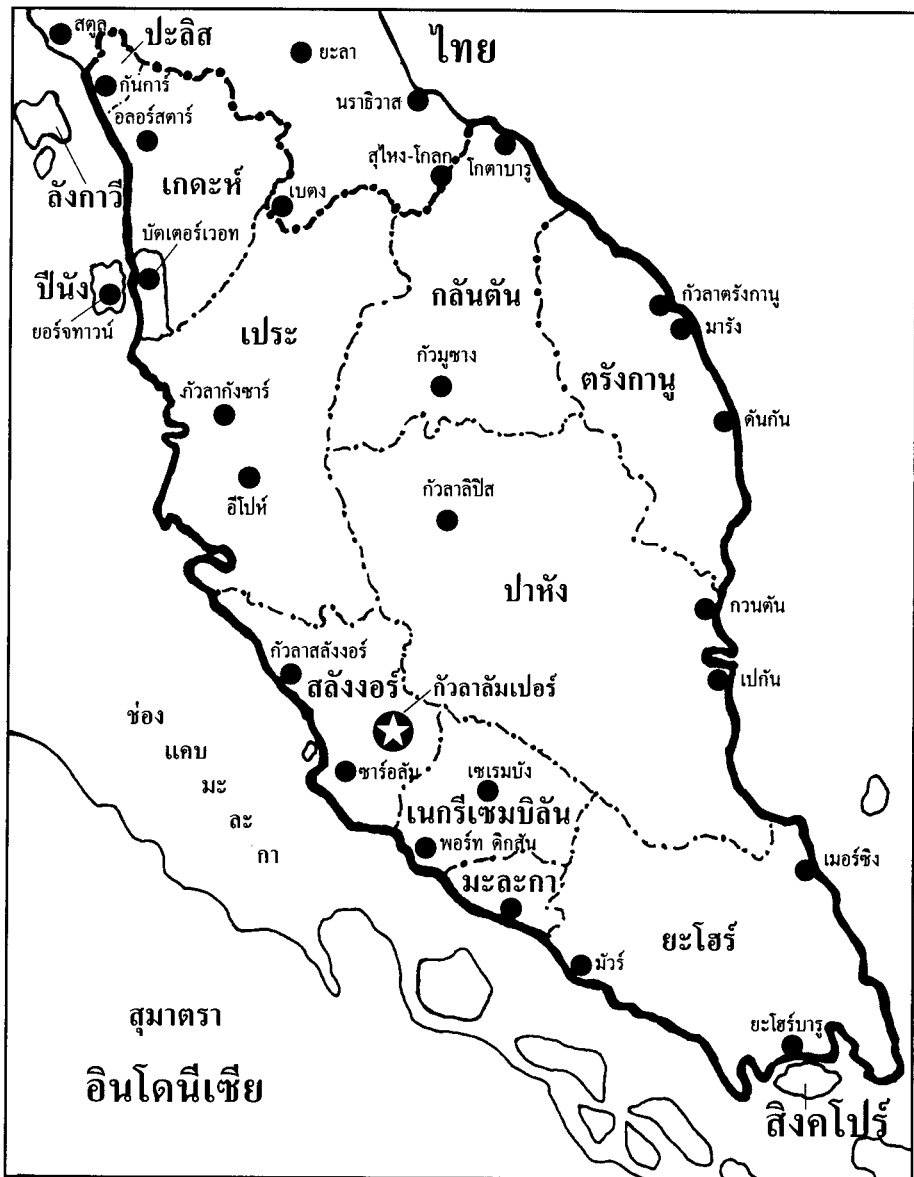 สตูล
ปะลิส
ยะลา
ไทย
กันการ์
นราธิวาส
อลอร์สตาร์
สุไหง-โกลก
โกตาบารู
ลังกาวี
เกดะห์
เบตง
บัตเตอร์เวอท
ปีนัง
กลันตัน
กัวลาตรังกานู
ยอร์จทาวน์
เประ
มารัง
กัวมูซาง
ตรังกานู
ภัวลากังซาร์
ดันกัน
อีโปห์
กัวลาลิปิส
ปาหัง
กวนตัน
กัวลาสลังงอร์
เปกัน
สลังงอร์
กัวลาลัมเปอร์
ช่อง
แคบ
มะ
ละ
กา
ซาร์อลัน
เซเรมบัง
เนกรีเซมบิลัน
พอร์ท ดิกสัน
เมอร์ซิง
มะละกา
ยะโฮร์
มัวร์
สุมาตรา
ยะโฮร์บารู
อินโดนีเซีย
สิงคโปร์